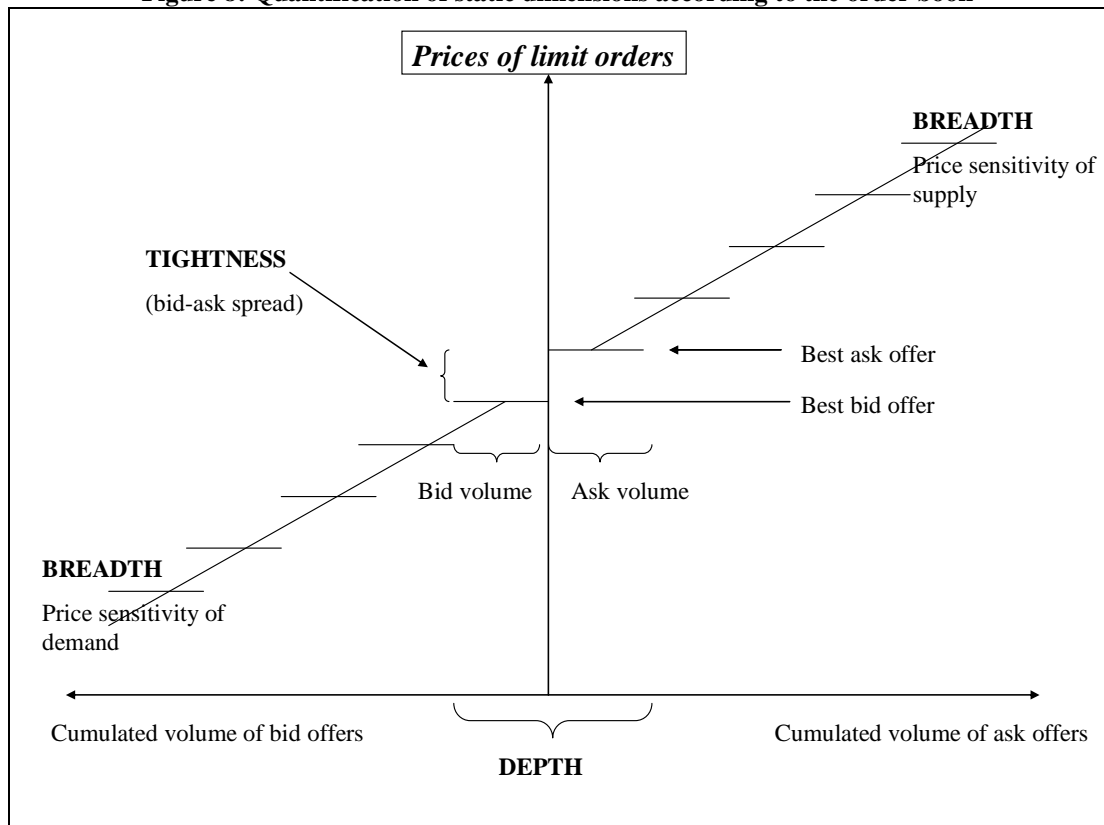 Figure 8: Quantification of static dimensions according to the order book
Prices of limit orders
BREADTH
Price sensitivity of
supply
TIGHTNESS
(bid-ask spread)
Best ask offer
Best bid offer
Bid volume
Ask volume
BREADTH
Price sensitivity of
demand
Cumulated volume of bid offers
Cumulated volume of ask offers
DEPTH